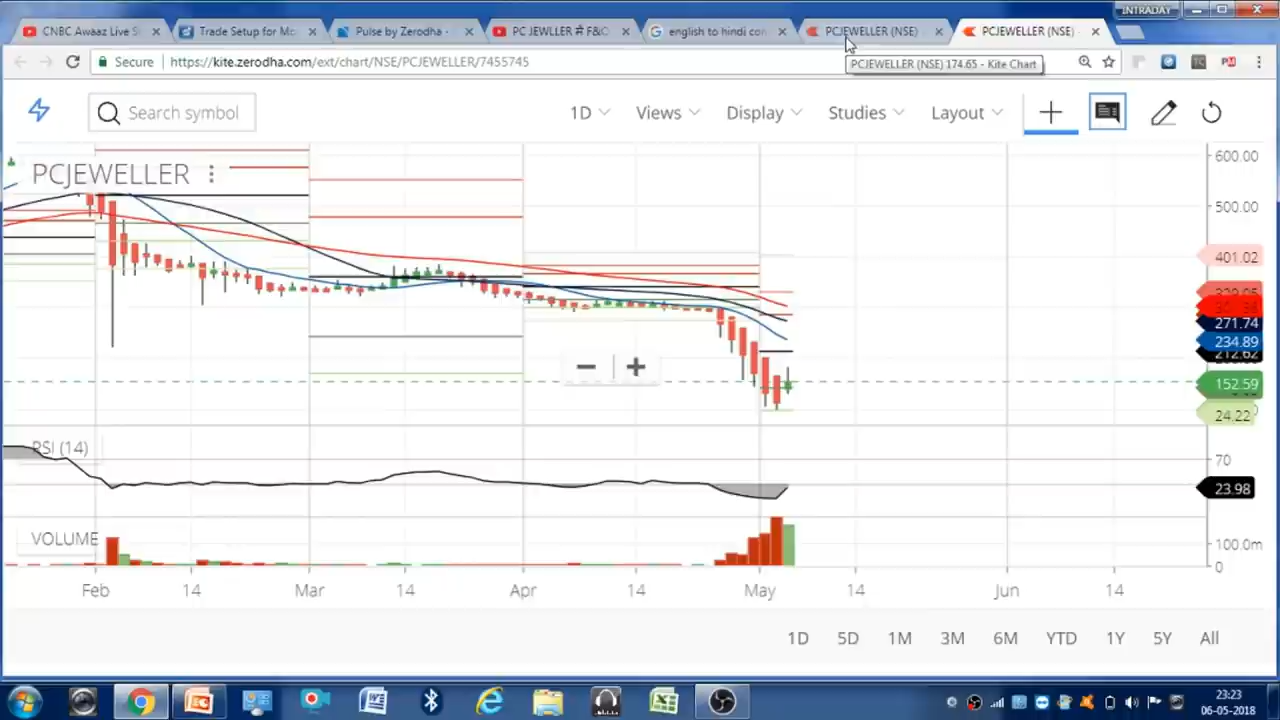 INTRADAY
CNBC Awaaz Live S
Trade Setup for Mo
Pulse by Zerodha -
PC JEWLLER # F&O
english to hindi con
PCJEWELLER (NSE)
PCJEWELLER (NSE) -
Secure
https://kite.zerodha.com/ext/chart/NSE/PCJEWELLER/7455745
PCJEWELLER (NSE) 174.65 - Kite Chart
Search symbol
1D
Views
Display
Studies
Layout
PCJEWELLER
600.00
500.00
401.02
271.74
234.89
212.62
152.59
24.22
RSI (14)
70
23.98
VOLUME
100.0m
0
Feb 14 Mar 14 Apr 14 May 14 Jun 14
1D 5D 1M 3M 6M YTD 1Y 5Y All
23:23
06-05-2018